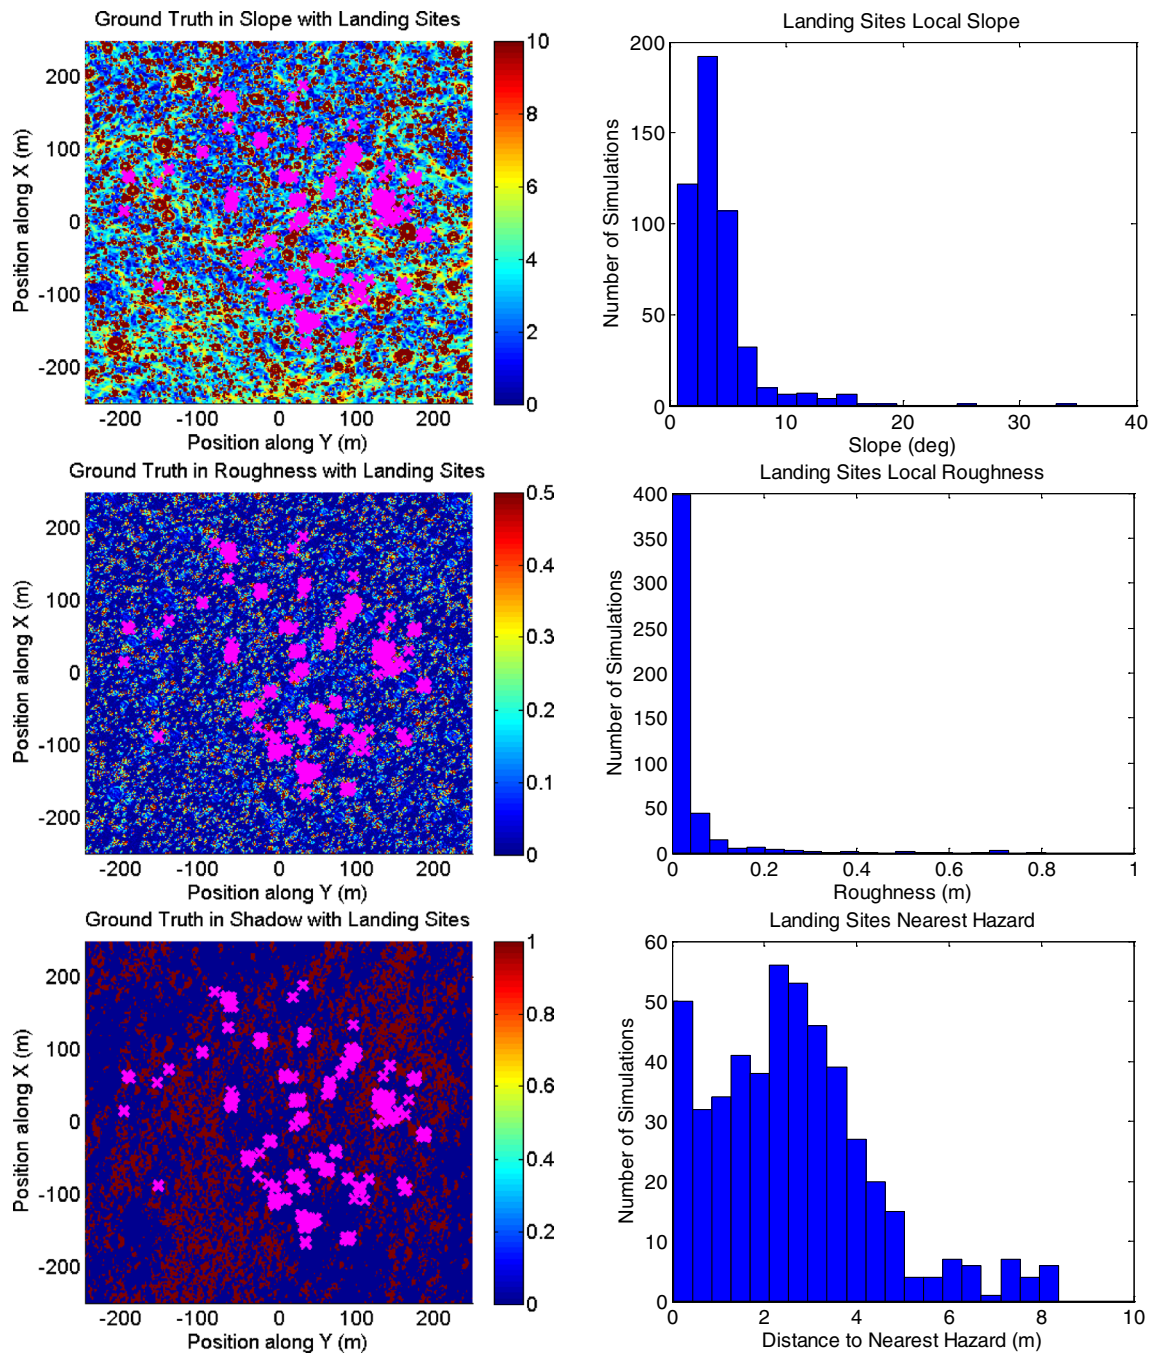 Ground Truth in Slope with Landing Sites
200
100
0
-100
-200
Position along X (m)
-200 -100 0 100 200
Position along Y (m)
10
8
6
4
2
0
Landing Sites Local Slope
200
150
100
50
0
Number of Simulations
0 10 20 30 40
Slope (deg)
Ground Truth in Roughness with Landing Sites
200
100
0
-100
-200
Position along X (m)
-200 -100 0 100 200
Position along Y (m)
0.5
0.4
0.3
0.2
0.1
0
Landing Sites Local Roughness
400
350
300
250
200
150
100
50
0
Number of Simulations
0 0.2 0.4 0.6 0.8 1
Roughness (m)
Ground Truth in Shadow with Landing Sites
200
100
0
-100
-200
Position along X (m)
-200 -100 0 100 200
Position along Y (m)
1
0.8
0.6
0.4
0.2
0
Landing Sites Nearest Hazard
60
50
40
30
20
10
0
Number of Simulations
0 2 4 6 8 10
Distance to Nearest Hazard (m)